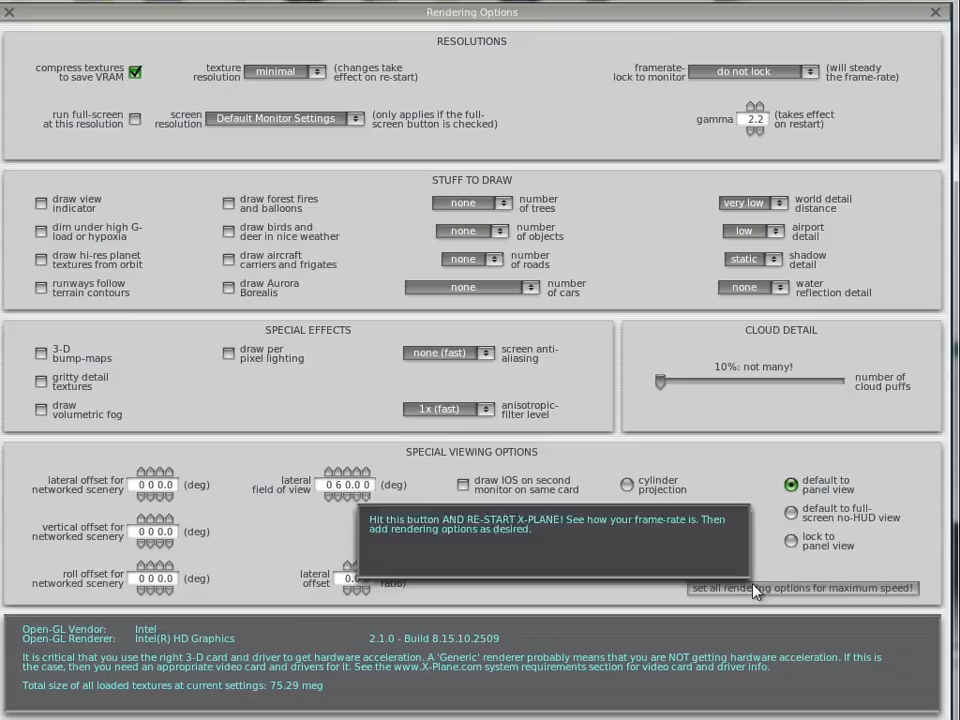 Rendering Options
RESOLUTIONS
compress textures
to save VRAM
texture
resolution
minimal
(changes take
effect on re-start)
framerate-
lock to monitor
do not lock
(will steady
the frame-rate)
run full-screen
at this resolution
screen
resolution
Default Monitor Settings
(only applies if the full-
screen button is checked)
gamma
2.2
(takes effect
on restart)
STUFF TO DRAW
draw view
indicator
draw forest fires
and balloons
none
number
of trees
very low
world detail
distance
dim under high G-
load or hypoxia
draw birds and
deer in nice weather
none
number
of objects
low
airport
detail
draw hi-res planet
textures from orbit
draw aircraft
carriers and frigates
none
number
of roads
static
shadow
detail
runways follow
terrain contours
draw Aurora
Borealis
none
number
of cars
none
water
reflection detail
SPECIAL EFFECTS
3-D
bump-maps
draw per
pixel lighting
none (fast)
screen anti-
aliasing
gritty detail
textures
draw
volumetric fog
1x (fast)
anisotropic-
filter level
CLOUD DETAIL
10%: not many!
number of
cloud puffs
SPECIAL VIEWING OPTIONS
lateral offset for
networked scenery
0 0 0.0
(deg)
lateral
field of view
0 6 0.0 0
(deg)
draw IOS on second
monitor on same card
cylinder
projection
default to
panel view
default to full-
screen no-HUD view
lock to
panel view
vertical offset for
networked scenery
0 0 0.0
(deg)
Hit this button AND RE-START X-PLANE! See how your frame-rate is. Then
add rendering options as desired.
roll offset for
networked scenery
0 0 0.0
(deg)
lateral
offset
0.
ratio)
set all rendering options for maximum speed!
Open-GL Vendor: Intel
Open-GL Renderer: Intel(R) HD Graphics 2.1.0 - Build 8.15.10.2509
It is critical that you use the right 3-D card and driver to get hardware acceleration. A 'Generic' renderer probably means that you are NOT getting hardware acceleration. If this is
the case, then you need an appropriate video card and drivers for it. See the www.X-Plane.com system requirements section for video card and driver info.
Total size of all loaded textures at current settings: 75.29 meg